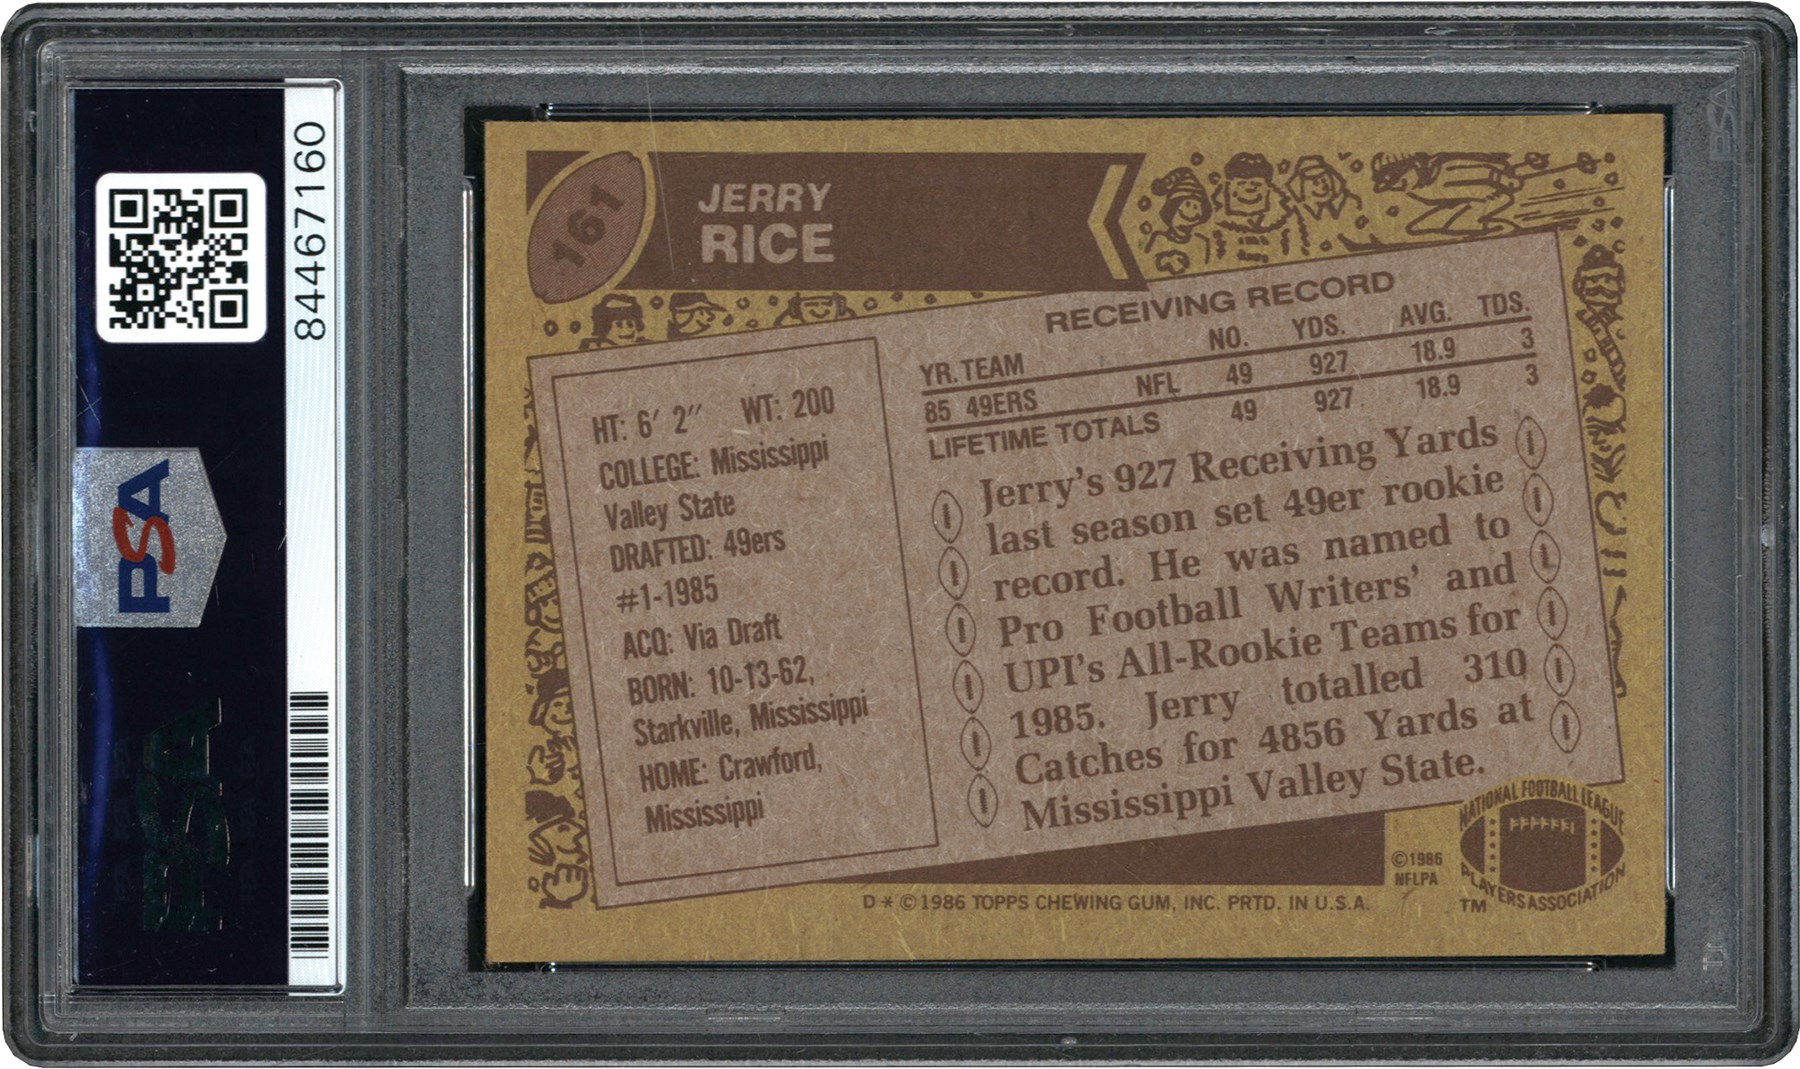 84467160
PSA
161
JERRY
RICE
HT: 6′ 2″ WT: 200
COLLEGE: Mississippi
Valley State
DRAFTED: 49ers
#1-1985
ACQ: Via Draft
BORN: 10-13-62,
Starkville, Mississippi
HOME: Crawford,
Mississippi
RECEIVING RECORD
YR. TEAM NO. YDS. AVG. TDS.
85 49ERS NFL 49 927 18.9 3
LIFETIME TOTALS 49 927 18.9 3
Jerry's 927 Receiving Yards
last season set 49er rookie
record. He was named to
Pro Football Writers' and
UPI's All-Rookie Teams for
1985. Jerry totalled 310
Catches for 4856 Yards at
Mississippi Valley State.
©1986
NFLPA
NATIONAL FOOTBALL LEAGUE
PLAYERS ASSOCIATION
TM
D * © 1986 TOPPS CHEWING GUM, INC. PRTD. IN U.S.A.
PSA